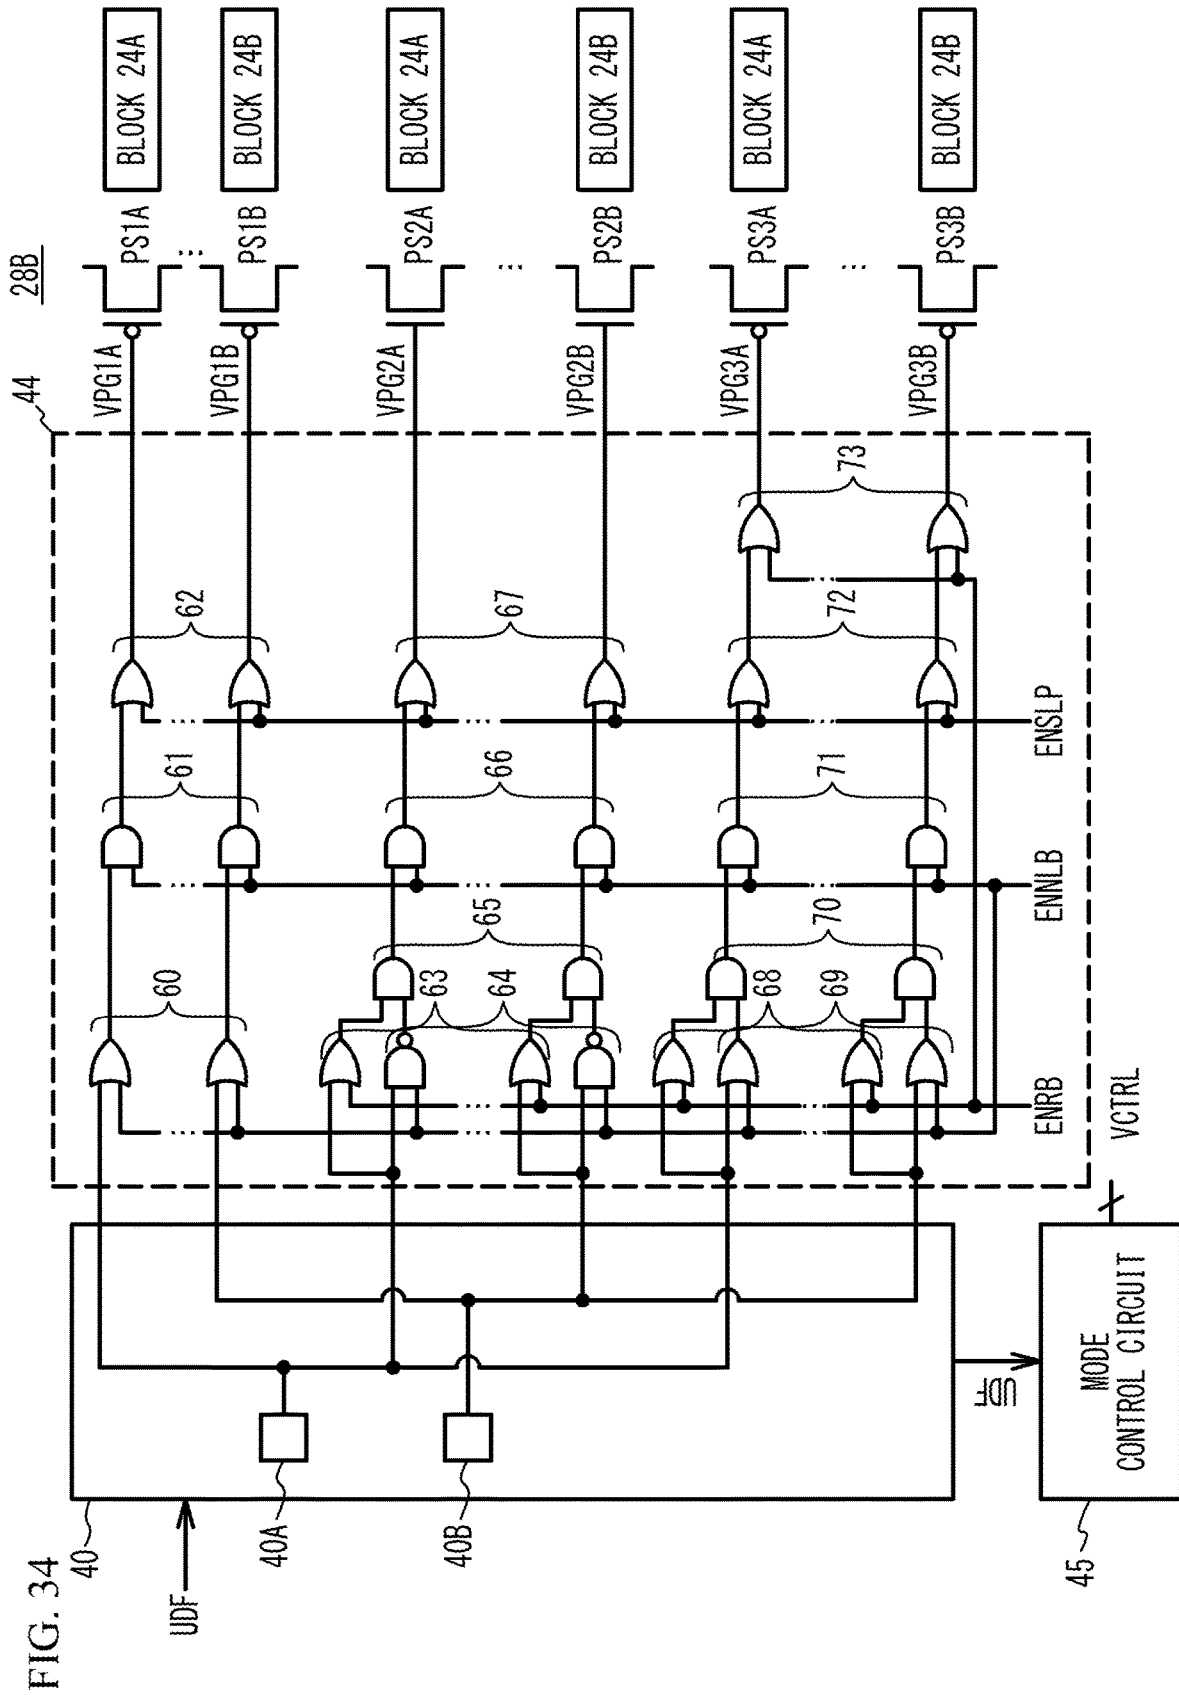 FIG. 34
28B
44
40
UDF
40A
40B
60
61
62
63
64
65
66
67
68
69
70
71
72
73
VPG1A
PS1A
BLOCK 24A
VPG1B
PS1B
BLOCK 24B
VPG2A
PS2A
BLOCK 24A
VPG2B
PS2B
BLOCK 24B
VPG3A
PS3A
BLOCK 24A
VPG3B
PS3B
BLOCK 24B
ENRB
ENNLB
ENSLP
UDF
VCTRL
MODE
CONTROL CIRCUIT
45